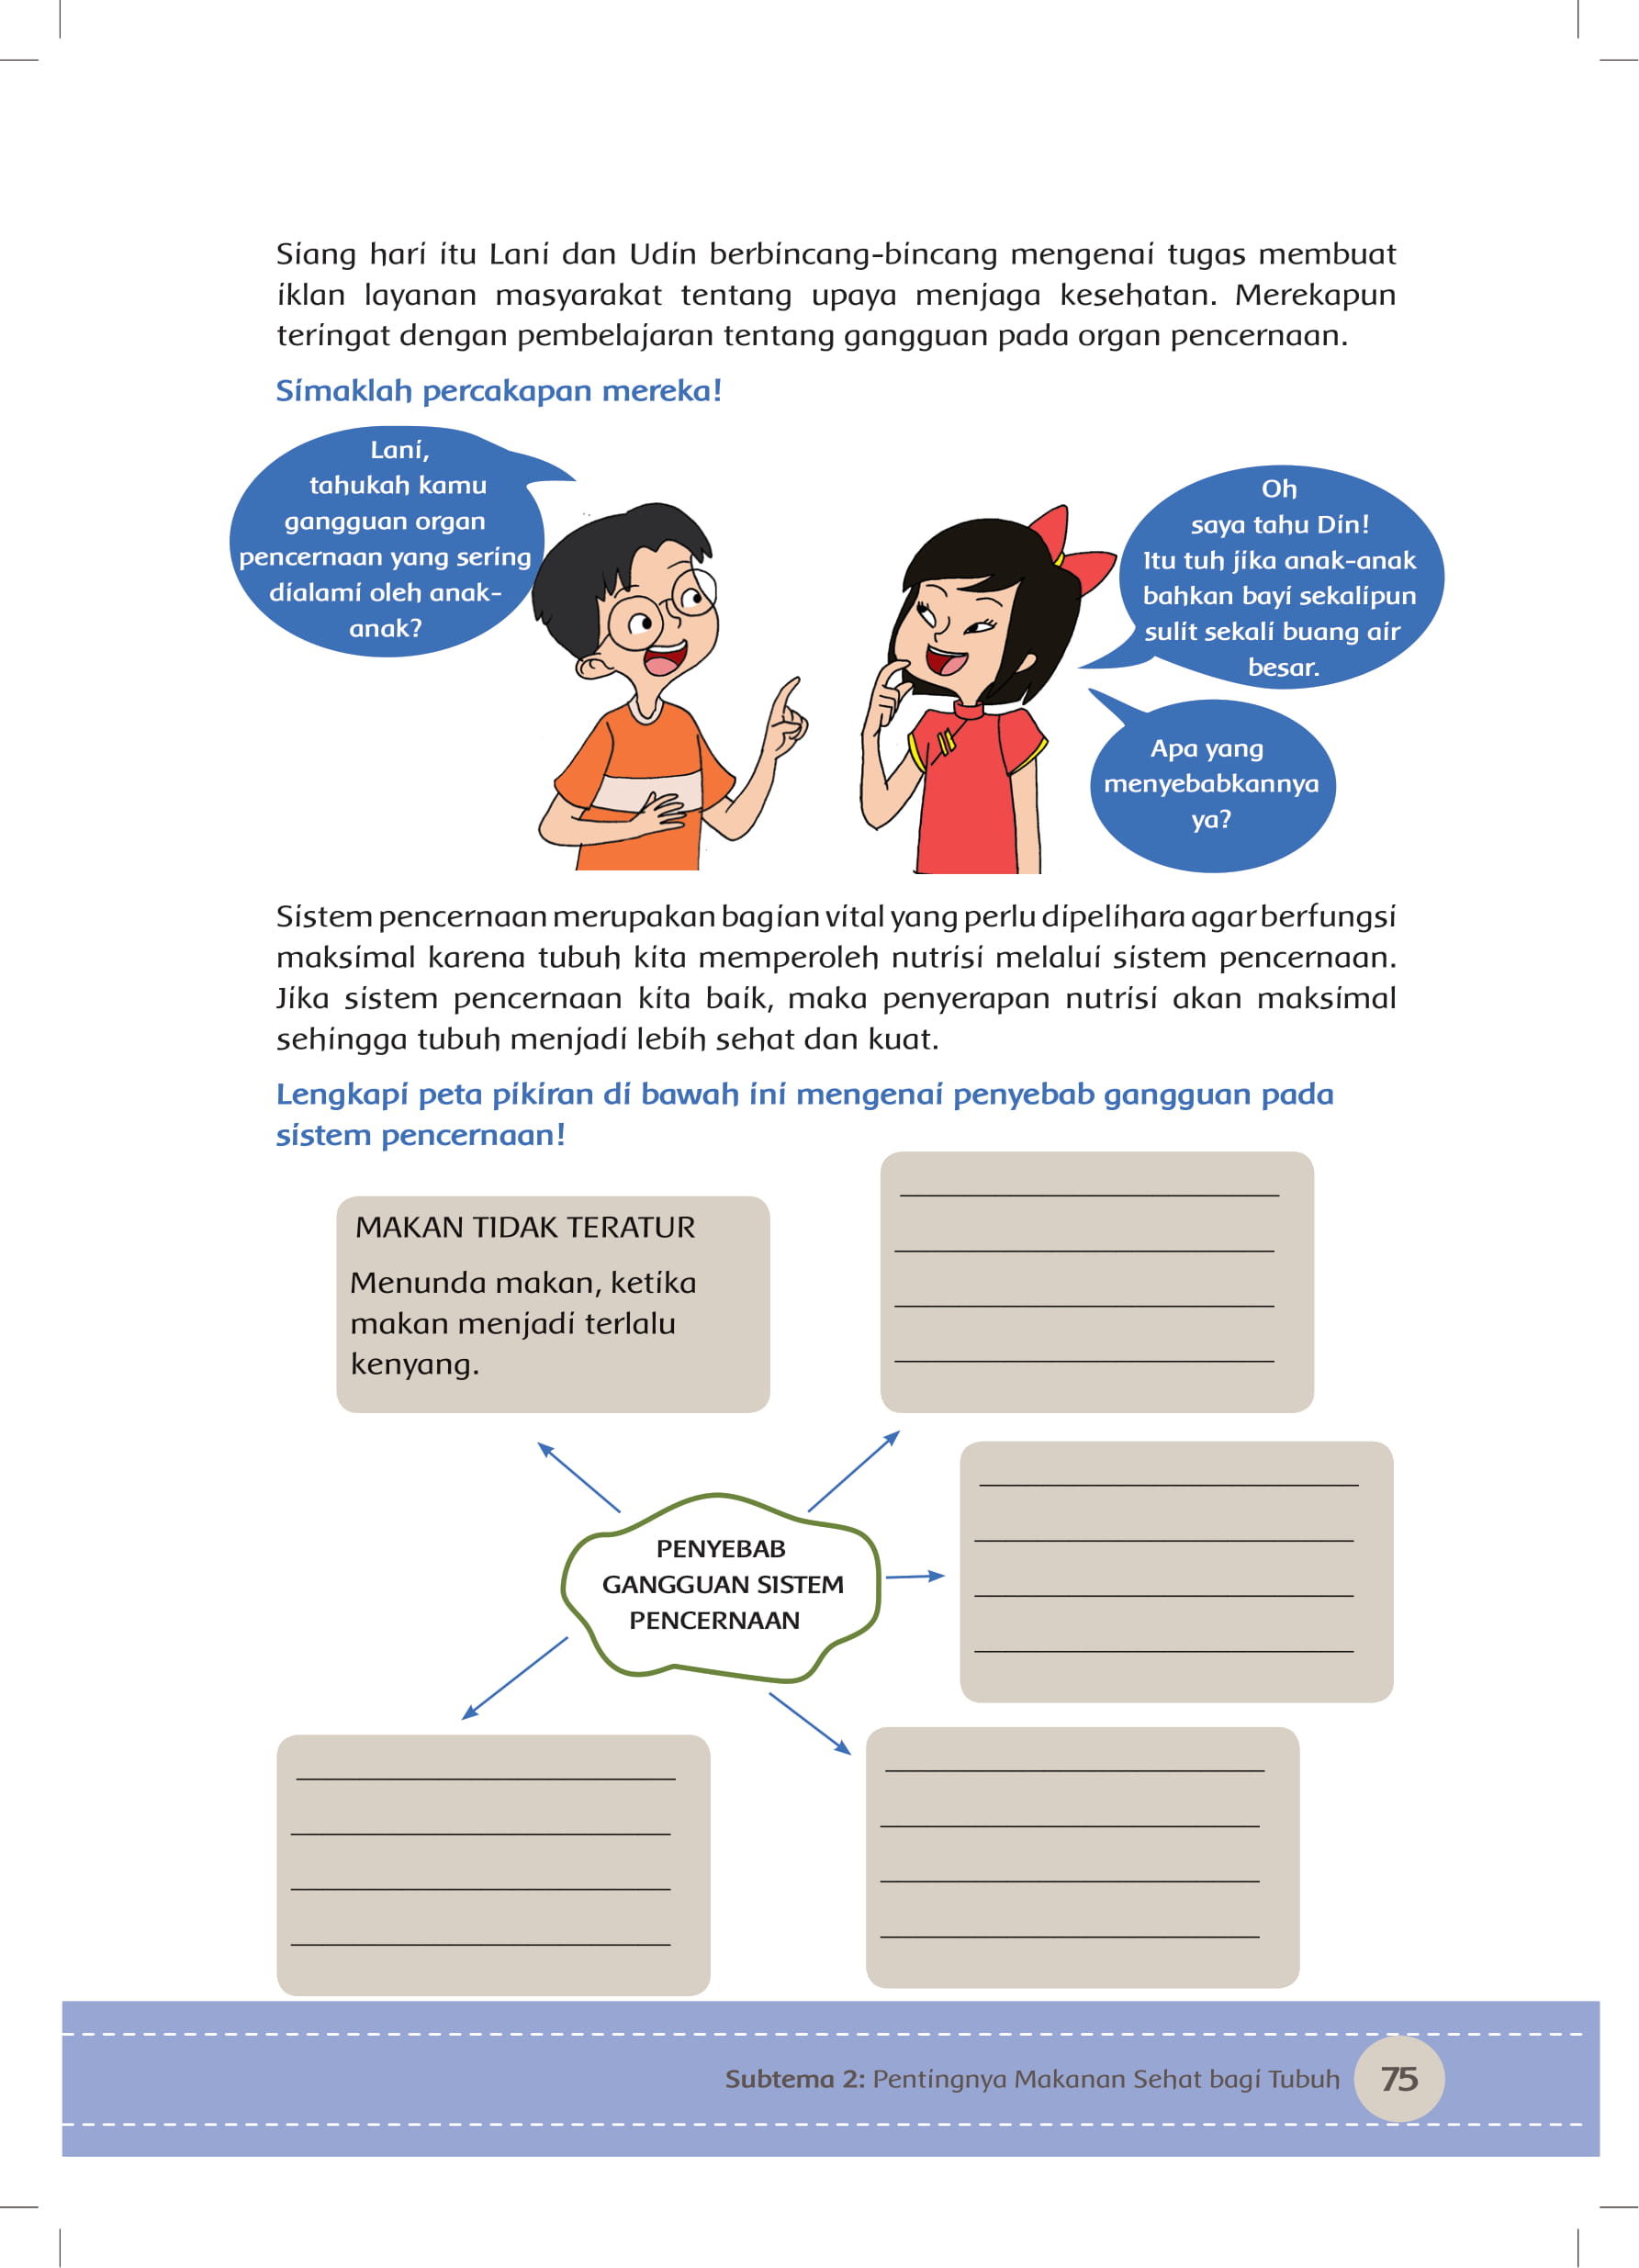 Siang hari itu Lani dan Udin berbincang-bincang mengenai tugas membuat
iklan layanan masyarakat tentang upaya menjaga kesehatan. Merekapun
teringat dengan pembelajaran tentang gangguan pada organ pencernaan.
Simaklah percakapan mereka!
Lani,
tahukah kamu
gangguan organ
pencernaan yang sering
dialami oleh anak-
anak?
Oh
saya tahu Din!
Itu tuh jika anak-anak
bahkan bayi sekalipun
sulit sekali buang air
besar.
Apa yang
menyebabkannya
ya?
Sistem pencernaan merupakan bagian vital yang perlu dipelihara agar berfungsi
maksimal karena tubuh kita memperoleh nutrisi melalui sistem pencernaan.
Jika sistem pencernaan kita baik, maka penyerapan nutrisi akan maksimal
sehingga tubuh menjadi lebih sehat dan kuat.
Lengkapi peta pikiran di bawah ini mengenai penyebab gangguan pada
sistem pencernaan!
MAKAN TIDAK TERATUR
Menunda makan, ketika
makan menjadi terlalu
kenyang.
PENYEBAB
GANGGUAN SISTEM
PENCERNAAN
Subtema 2: Pentingnya Makanan Sehat bagi Tubuh
75